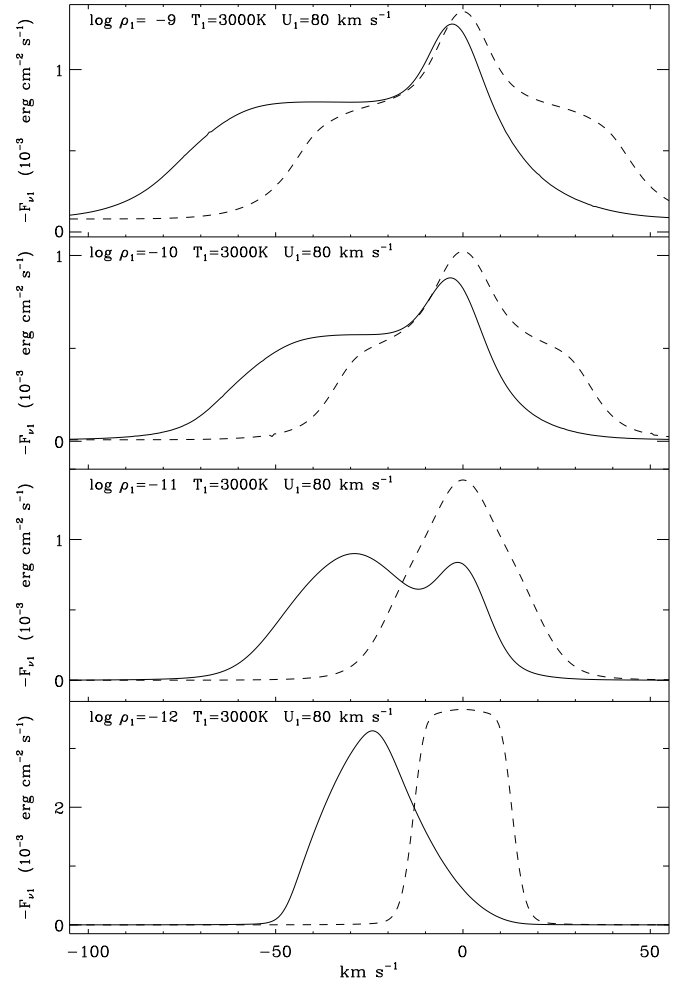 log ρ₁= −9 T₁=3000K U₁=80 km s⁻¹
−Fν₁ (10⁻³ erg cm⁻² s⁻¹)
1
0
log ρ₁=−10 T₁=3000K U₁=80 km s⁻¹
−Fν₁ (10⁻³ erg cm⁻² s⁻¹)
1
0
log ρ₁=−11 T₁=3000K U₁=80 km s⁻¹
−Fν₁ (10⁻³ erg cm⁻² s⁻¹)
1
0
log ρ₁=−12 T₁=3000K U₁=80 km s⁻¹
−Fν₁ (10⁻³ erg cm⁻² s⁻¹)
2
0
−100 −50 0 50
km s⁻¹